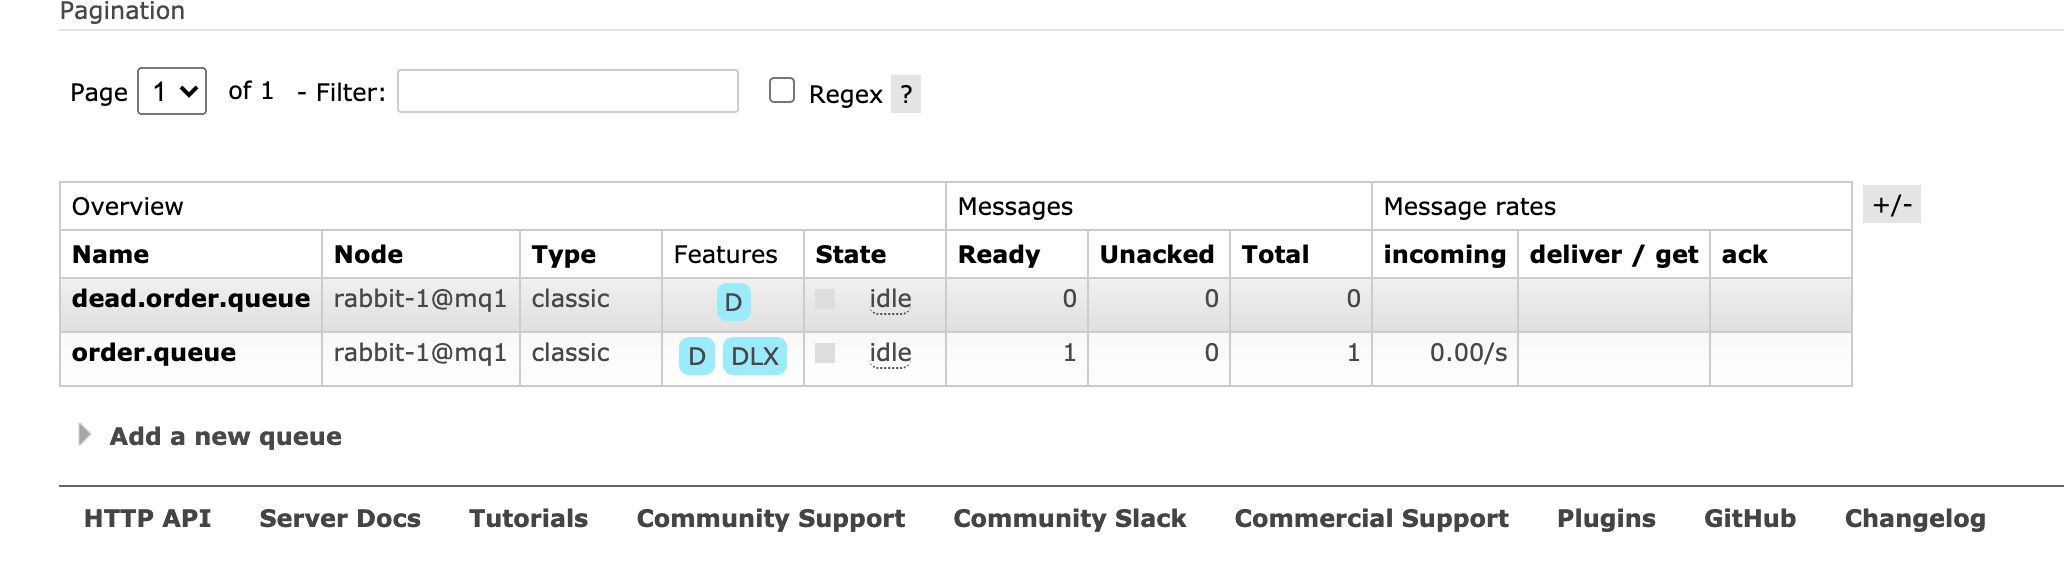 Pagination
Page 1 of 1 - Filter: Regex ?
Overview Messages Message rates +/-
Name Node Type Features State Ready Unacked Total incoming deliver / get ack
dead.order.queue rabbit-1@mq1 classic D idle 0 0 0
order.queue rabbit-1@mq1 classic D DLX idle 1 0 1 0.00/s
Add a new queue
HTTP API Server Docs Tutorials Community Support Community Slack Commercial Support Plugins GitHub Changelog